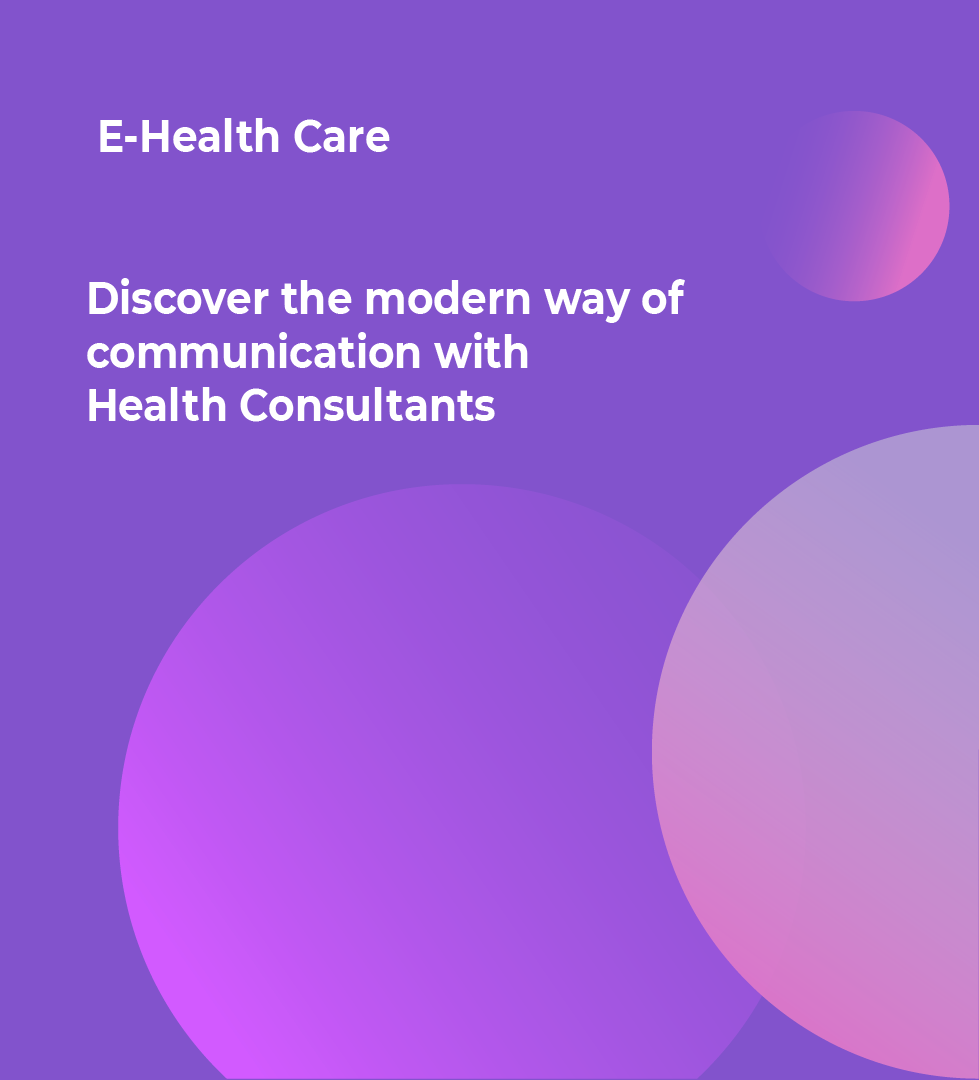 E-Health Care
Discover the modern way of
communication with
Health Consultants